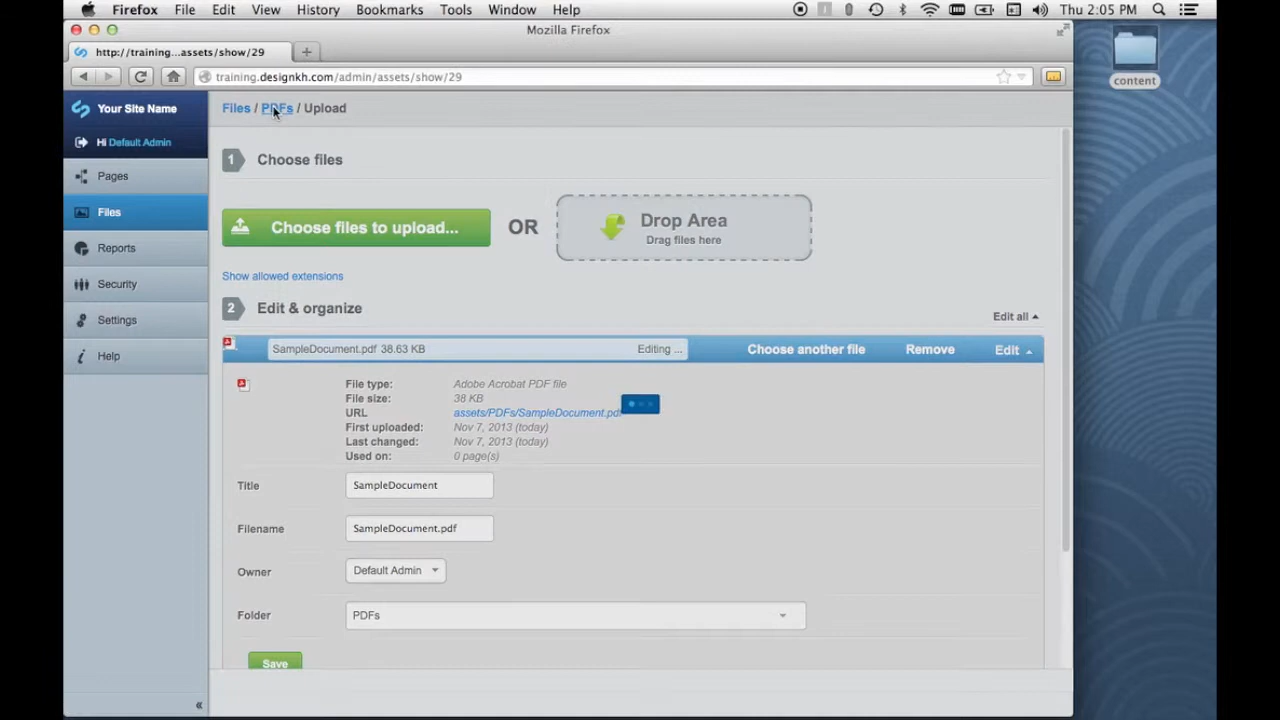 Firefox File Edit View History Bookmarks Tools Window Help Thu 2:05 PM
Mozilla Firefox
http://training...assets/show/29
training.designkh.com/admin/assets/show/29
content
Your Site Name
Files / PDFs / Upload
Hi Default Admin
1 Choose files
Pages
Files
Choose files to upload...
OR
Drop Area
Drag files here
Reports
Show allowed extensions
Security
2 Edit & organize
Edit all
Settings
SampleDocument.pdf 38.63 KB Editing ... Choose another file Remove Edit
Help
File type: Adobe Acrobat PDF file
File size: 38 KB
URL assets/PDFs/SampleDocument.pdf
First uploaded: Nov 7, 2013 (today)
Last changed: Nov 7, 2013 (today)
Used on: 0 page(s)
Title SampleDocument
Filename SampleDocument.pdf
Owner Default Admin
Folder PDFs
Save
«